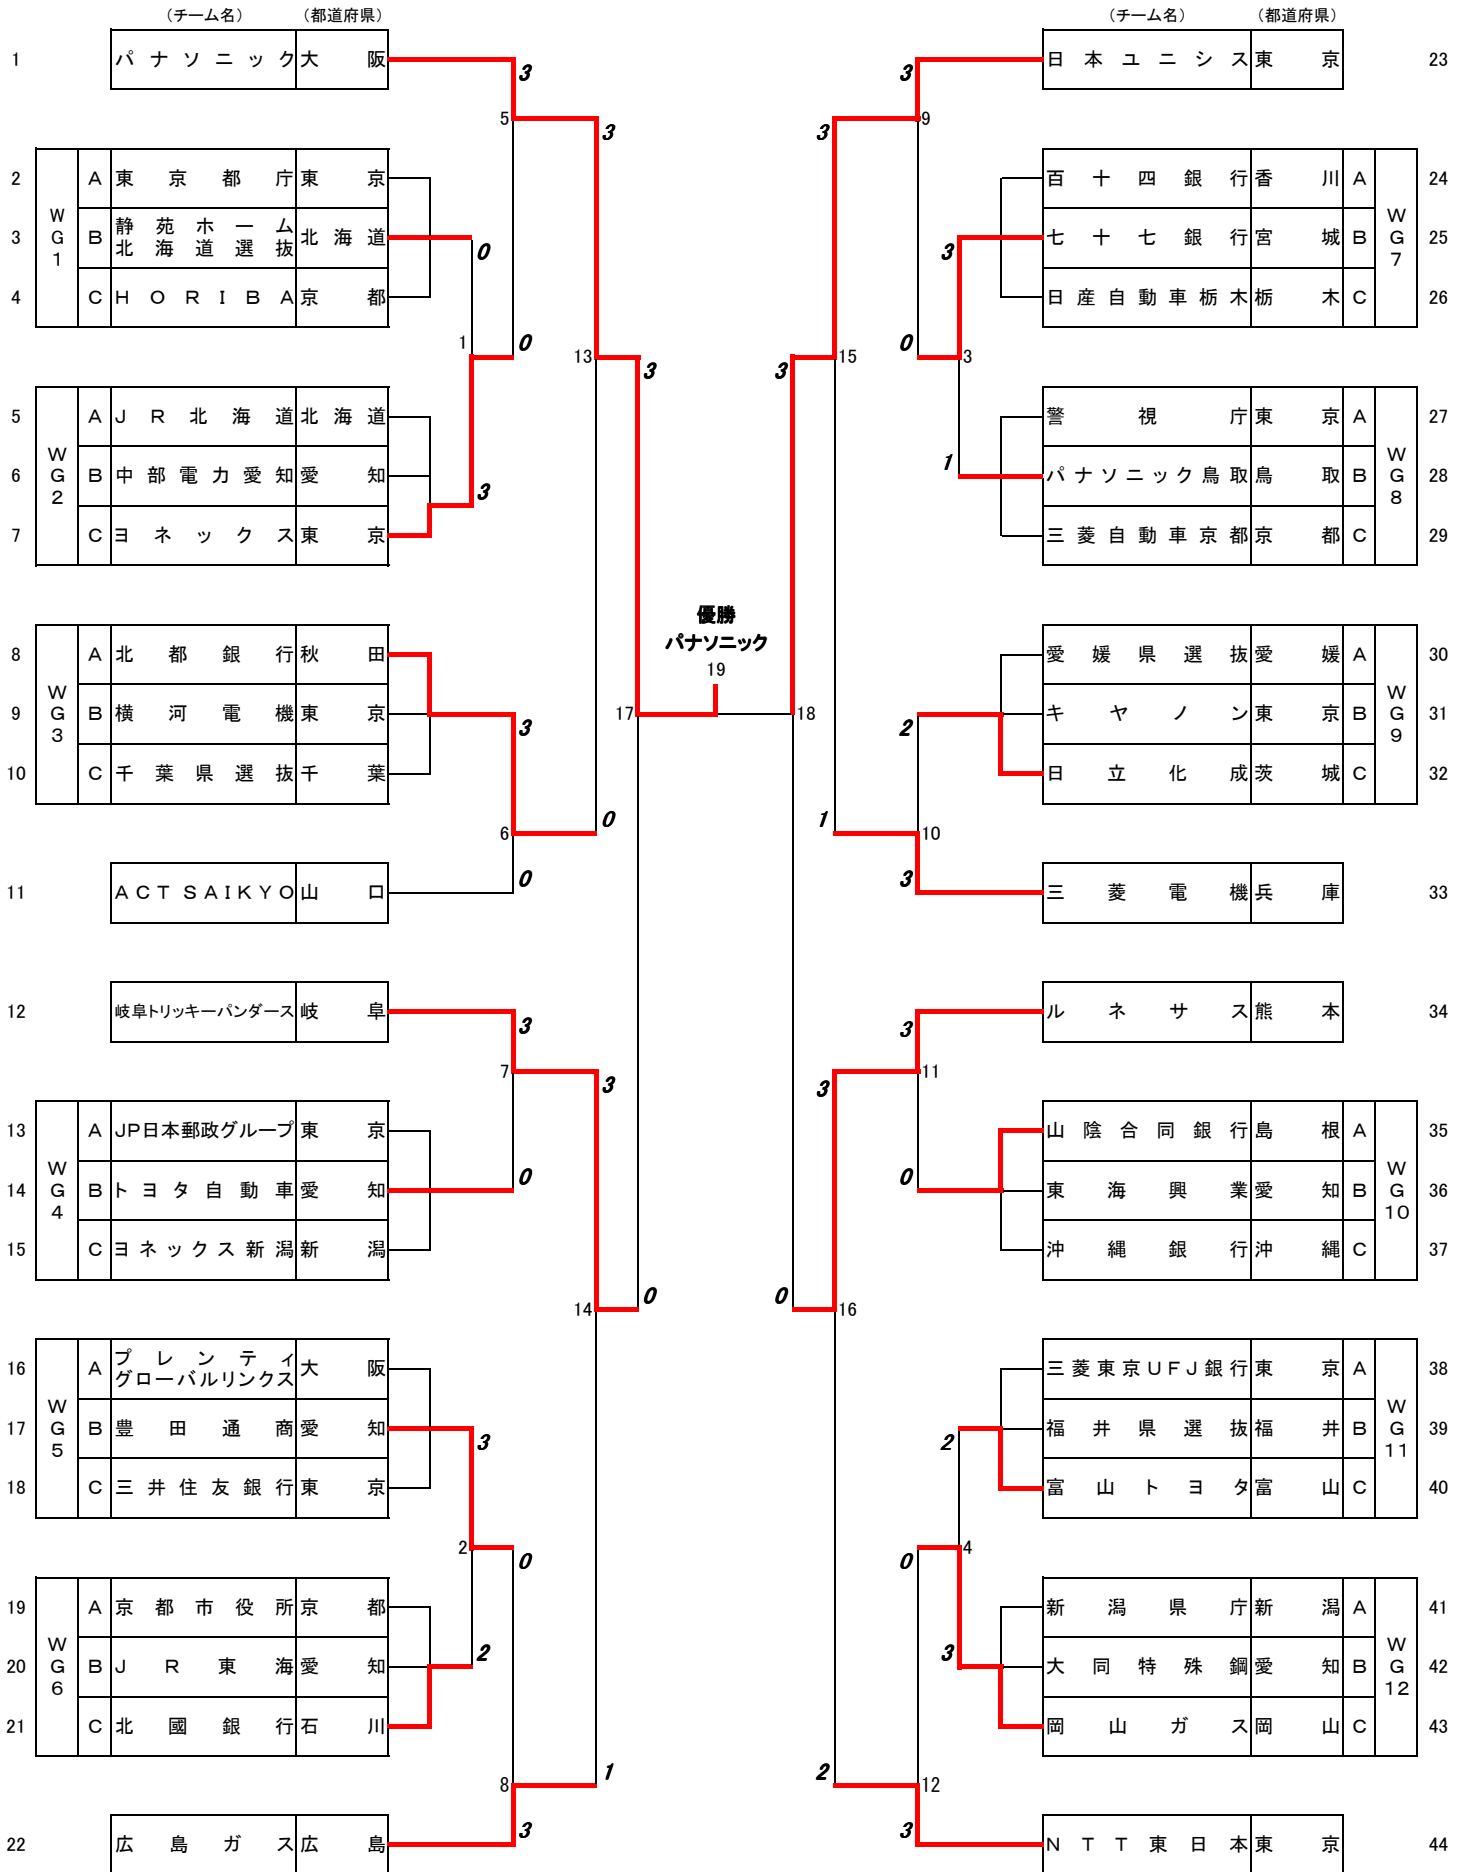 （チーム名） （都道府県）
1 パナソニック 大阪
3
5
3
2 A 東京都庁 東京
WG1
3 B 静苑ホーム北海道選抜 北海道
0
4 C HORIBA 京都
1
0
13
3
5 A JR北海道 北海道
WG2
6 B 中部電力愛知 愛知
3
7 C ヨネックス 東京
8 A 北都銀行 秋田
WG3
9 B 横河電機 東京
3
10 C 千葉県選抜 千葉
6
0
11 ACT SAIKYO 山口
0
17
12 岐阜トリッキーパンダース 岐阜
3
7
3
13 A JP日本郵政グループ 東京
WG4
14 B トヨタ自動車 愛知
0
15 C ヨネックス新潟 新潟
14
0
16 A プレンティグローバルリンクス 大阪
WG5
17 B 豊田通商 愛知
3
18 C 三井住友銀行 東京
2
0
19 A 京都市役所 京都
WG6
20 B JR東海 愛知
2
21 C 北國銀行 石川
8
1
22 広島ガス 広島
3
優勝
パナソニック
19
（チーム名） （都道府県）
日本ユニシス 東京 23
3
9
3
百十四銀行 香川 A 24
WG7
七十七銀行 宮城 B 25
3
日産自動車栃木 栃木 C 26
0
3
15
3
警視庁 東京 A 27
WG8
パナソニック鳥取 鳥取 B 28
1
三菱自動車京都 京都 C 29
愛媛県選抜 愛媛 A 30
WG9
キヤノン 東京 B 31
2
日立化成 茨城 C 32
1
10
三菱電機 兵庫 33
3
18
ルネサス 熊本 34
3
11
3
山陰合同銀行 島根 A 35
WG10
東海興業 愛知 B 36
0
沖縄銀行 沖縄 C 37
0
16
三菱東京UFJ銀行 東京 A 38
WG11
福井県選抜 福井 B 39
2
富山トヨタ 富山 C 40
0
4
新潟県庁 新潟 A 41
WG12
大同特殊鋼 愛知 B 42
3
岡山ガス 岡山 C 43
2
12
NTT東日本 東京 44
3